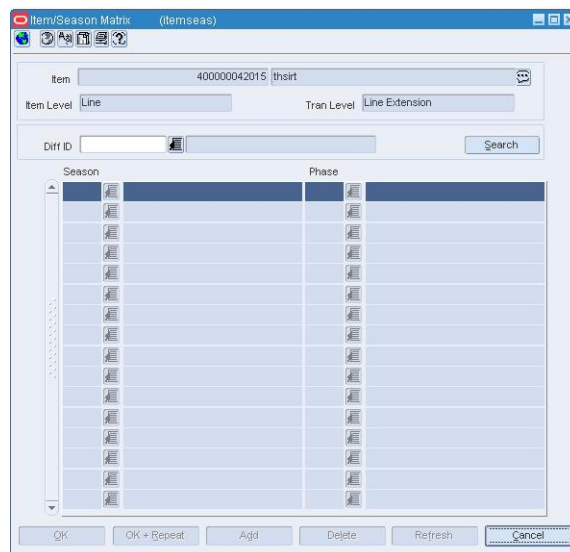 Item/Season Matrix (itemseas)
Item 400000042015 thsirt
Item Level Line Tran Level Line Extension
Diff ID Search
Season Phase
OK OK + Repeat Add Delete Refresh Cancel